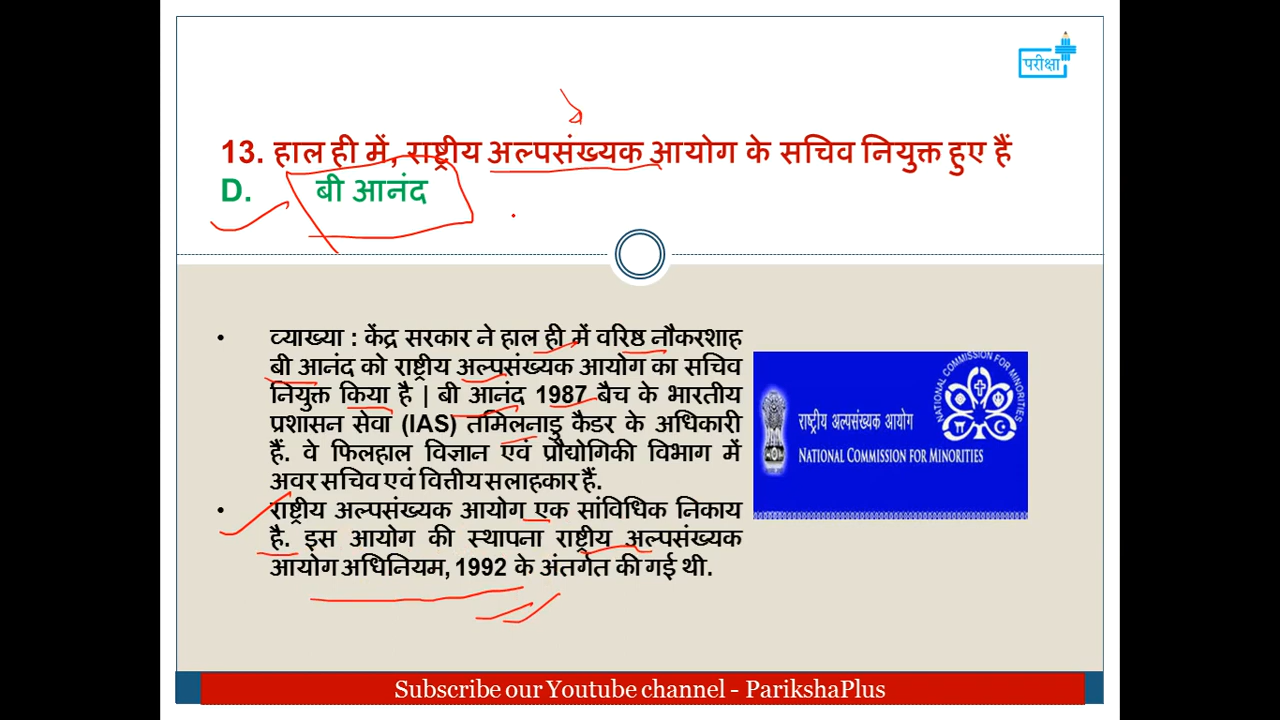 परीक्षा
13. हाल ही में, राष्ट्रीय अल्पसंख्यक आयोग के सचिव नियुक्त हुए हैं
D. बी आनंद
• व्याख्या : केंद्र सरकार ने हाल ही में वरिष्ठ नौकरशाह
बी आनंद को राष्ट्रीय अल्पसंख्यक आयोग का सचिव
नियुक्त किया है | बी आनंद 1987 बैच के भारतीय
प्रशासन सेवा (IAS) तमिलनाडु कैडर के अधिकारी
हैं. वे फिलहाल विज्ञान एवं प्रौद्योगिकी विभाग में
अवर सचिव एवं वित्तीय सलाहकार हैं.
• राष्ट्रीय अल्पसंख्यक आयोग एक सांविधिक निकाय
है. इस आयोग की स्थापना राष्ट्रीय अल्पसंख्यक
आयोग अधिनियम, 1992 के अंतर्गत की गई थी.
राष्ट्रीय अल्पसंख्यक आयोग
NATIONAL COMMISSION FOR MINORITIES
NATIONAL COMMISSION FOR MINORITIES
Subscribe our Youtube channel - ParikshaPlus